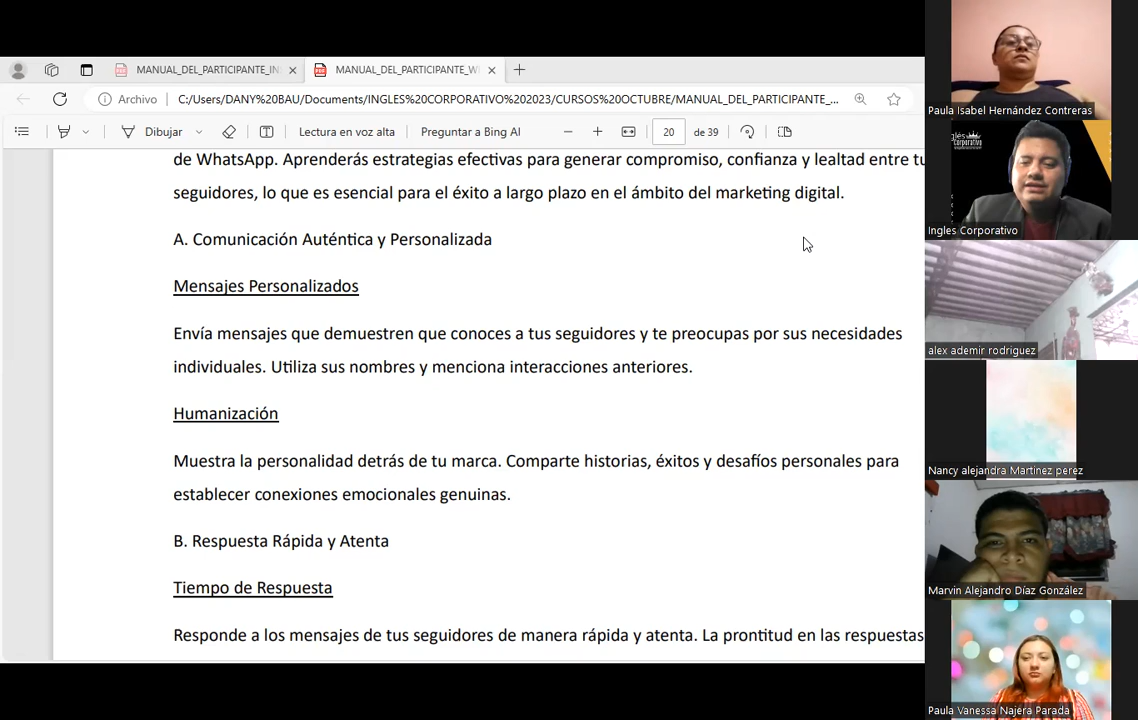 MANUAL_DEL_PARTICIPANTE_IN
MANUAL_DEL_PARTICIPANTE_W
Archivo
C:/Users/DANY%20BAU/Documents/INGLES%20CORPORATIVO%202023/CURSOS%20OCTUBRE/MANUAL_DEL_PARTICIPANTE_...
Dibujar
Lectura en voz alta
Preguntar a Bing AI
20
de 39
de WhatsApp. Aprenderás estrategias efectivas para generar compromiso, confianza y lealtad entre tu
seguidores, lo que es esencial para el éxito a largo plazo en el ámbito del marketing digital.
A. Comunicación Auténtica y Personalizada
Mensajes Personalizados
Envía mensajes que demuestren que conoces a tus seguidores y te preocupas por sus necesidades
individuales. Utiliza sus nombres y menciona interacciones anteriores.
Humanización
Muestra la personalidad detrás de tu marca. Comparte historias, éxitos y desafíos personales para
establecer conexiones emocionales genuinas.
B. Respuesta Rápida y Atenta
Tiempo de Respuesta
Responde a los mensajes de tus seguidores de manera rápida y atenta. La prontitud en las respuestas
Paula Isabel Hernández Contreras
glés
corporativo
Ingles Corporativo
alex ademir rodriguez
Nancy alejandra Martinez perez
Marvin Alejandro Díaz González
Paula Vanessa Najera Parada